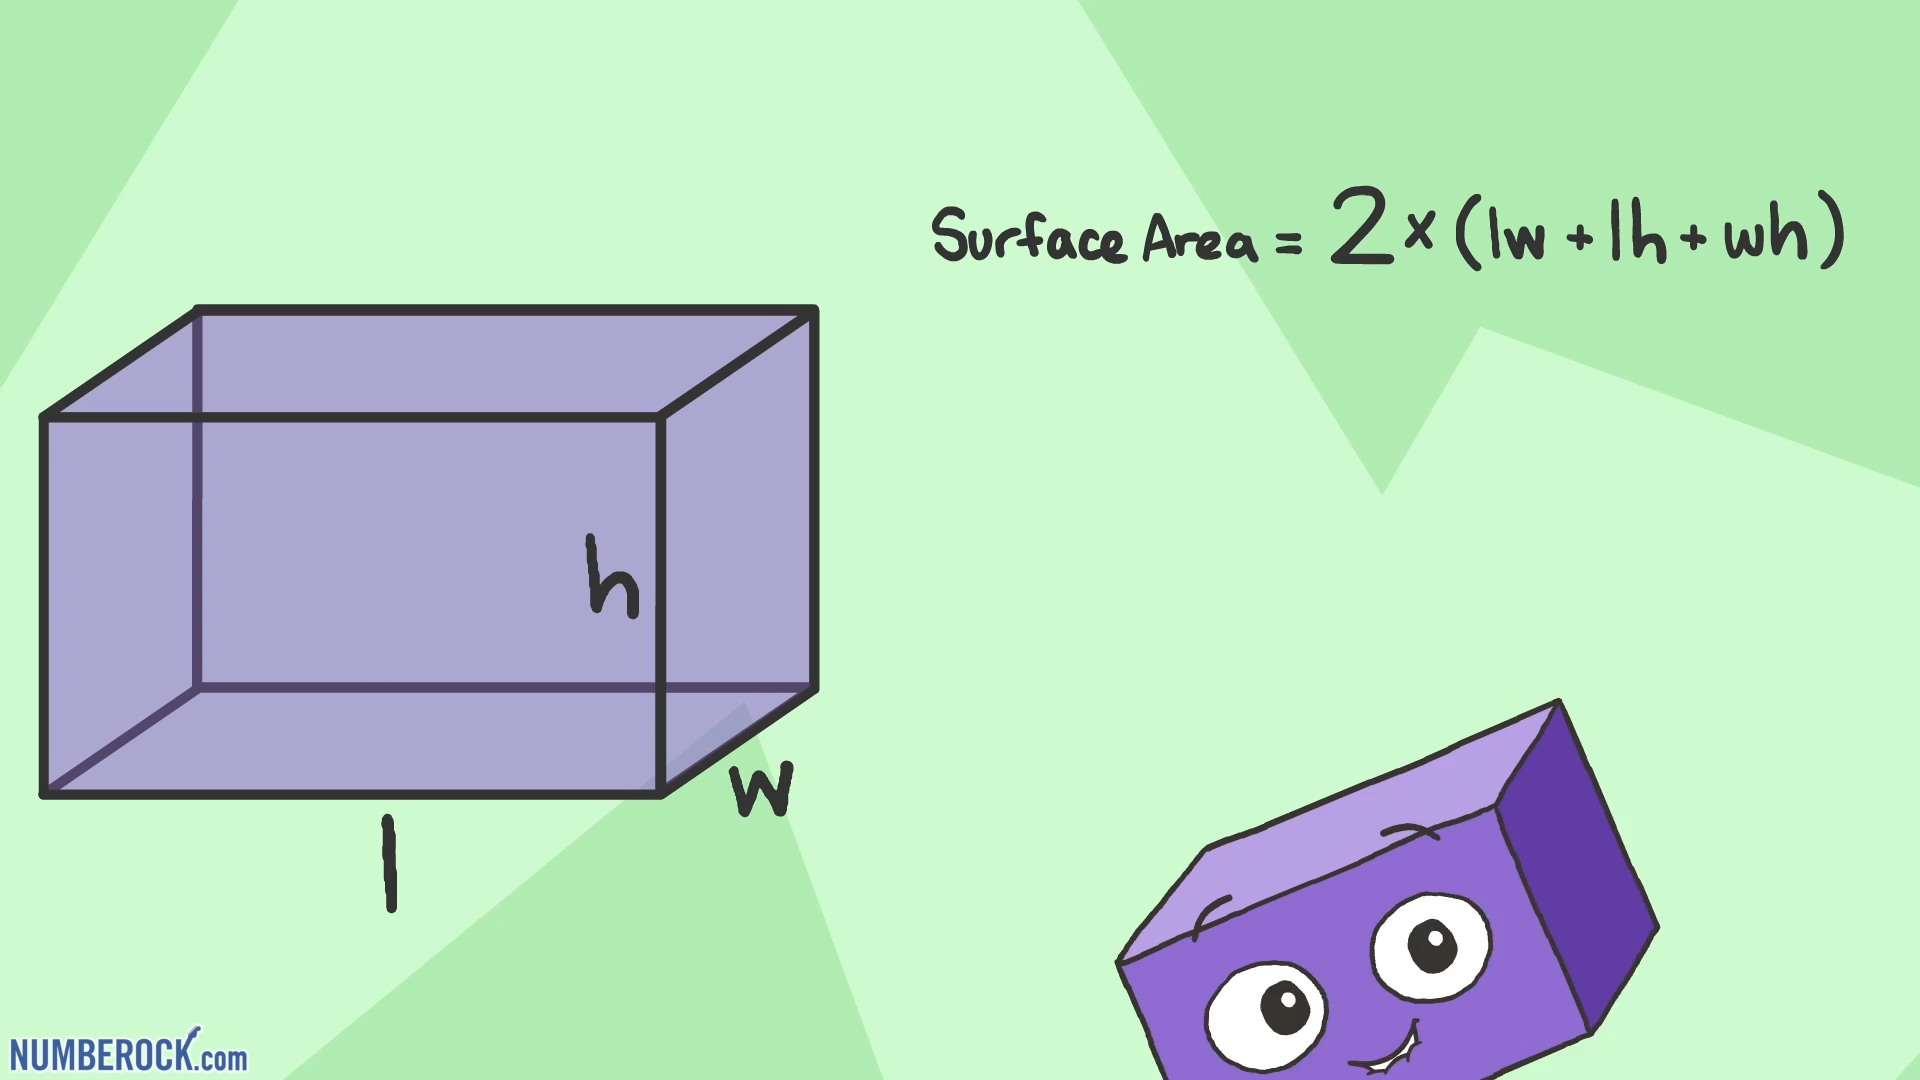 Surface Area = 2 x (lw + lh + wh)
h
w
l
NUMBEROCK.com